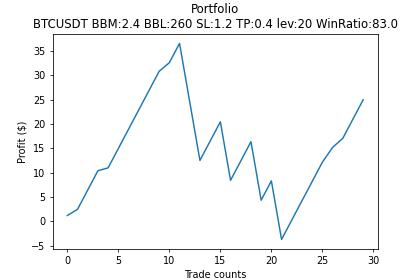 Portfolio
BTCUSDT BBM:2.4 BBL:260 SL:1.2 TP:0.4 lev:20 WinRatio:83.0
35
30
25
20
15
10
5
0
−5
Profit ($)
0 5 10 15 20 25 30
Trade counts